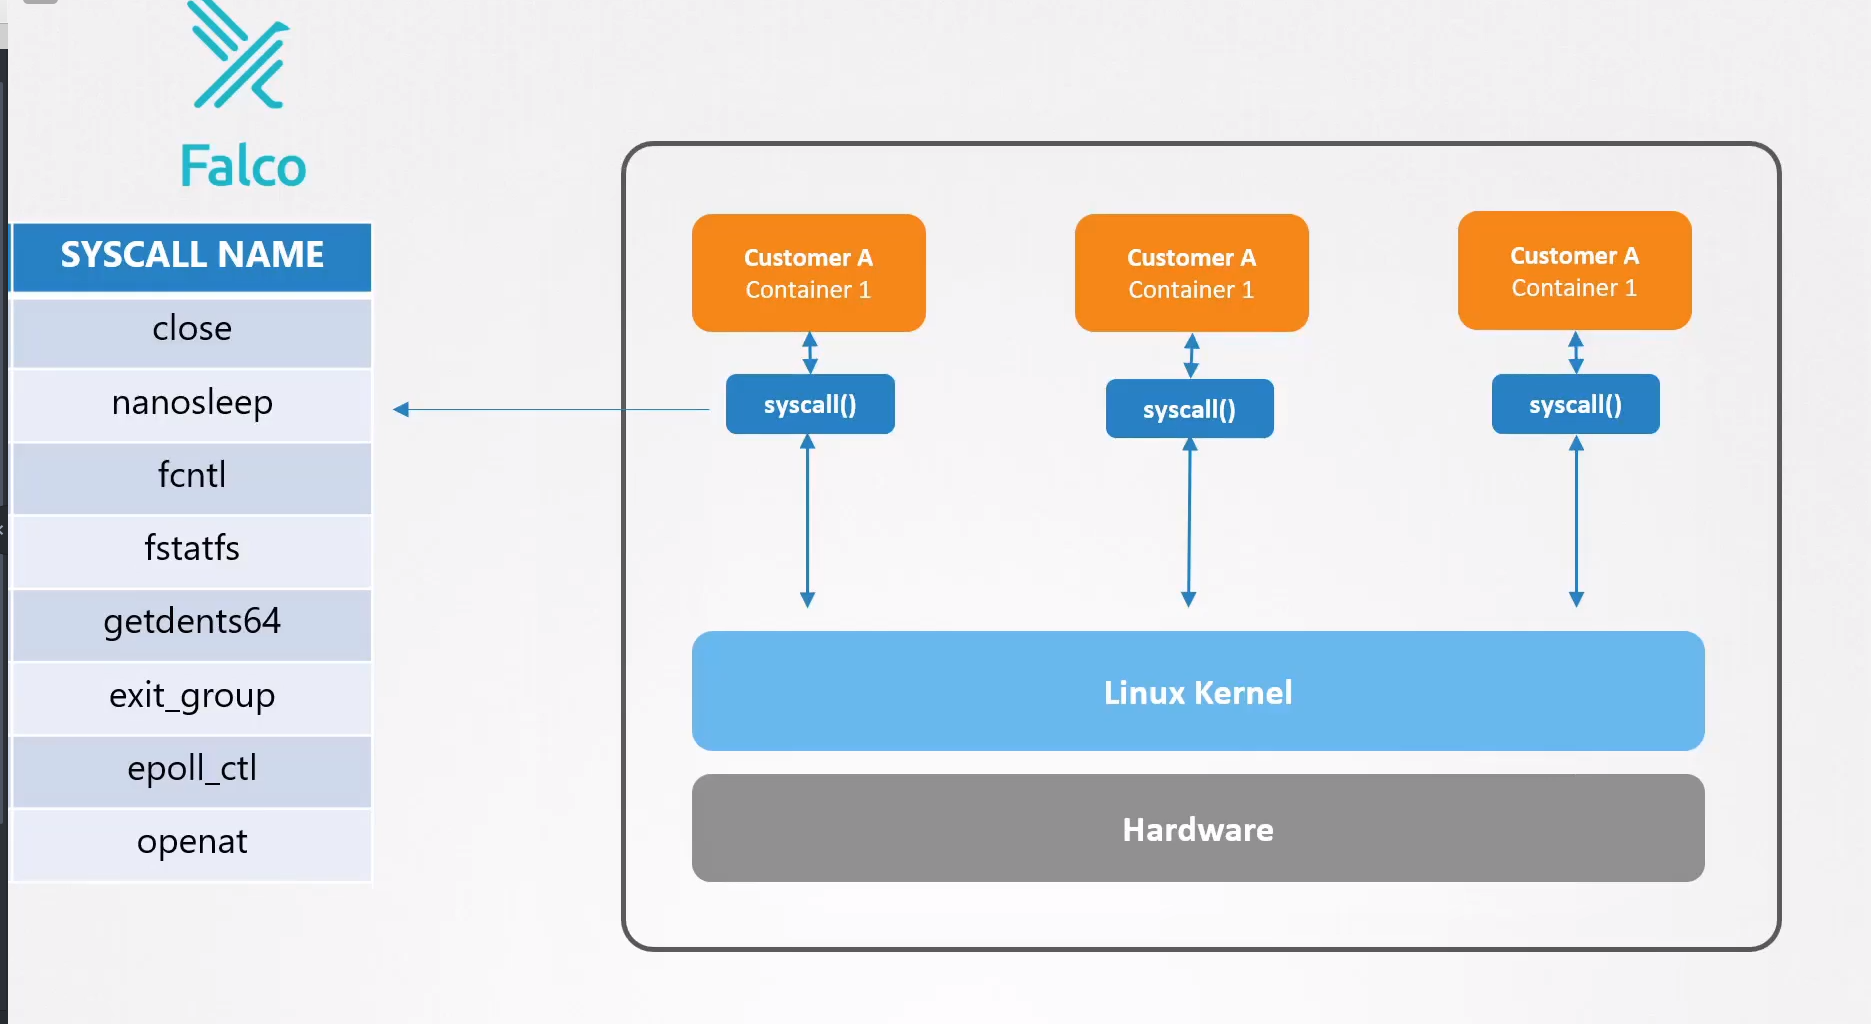 Falco
SYSCALL NAME
close
nanosleep
fcntl
fstatfs
getdents64
exit_group
epoll_ctl
openat
Customer A
Container 1
Customer A
Container 1
Customer A
Container 1
syscall()
syscall()
syscall()
Linux Kernel
Hardware